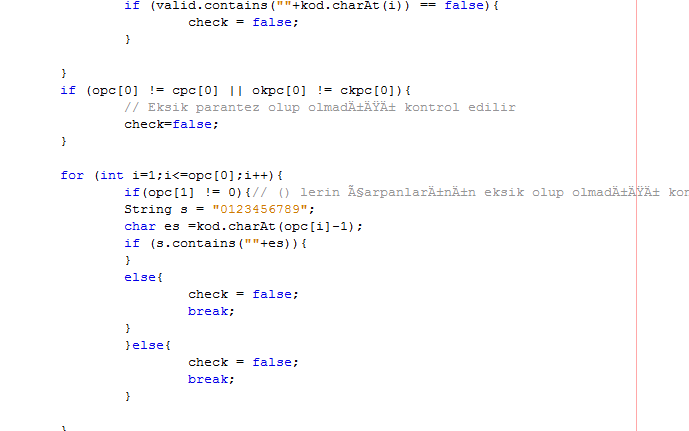 if (valid.contains(""+kod.charAt(i)) == false){
check = false;
}
}
if (opc[0] != cpc[0] || okpc[0] != ckpc[0]){
// Eksik parantez olup olmadÄ±ÄŸÄ± kontrol edilir
check=false;
}
for (int i=1;i<=opc[0];i++){
if(opc[1] != 0){// () lerin Ã§arpanlarÄ±nÄ±n eksik olup olmadÄ±ÄŸÄ± kon
String s = "0123456789";
char es =kod.charAt(opc[i]-1);
if (s.contains(""+es)){
}
else{
check = false;
break;
}
}else{
check = false;
break;
}
}